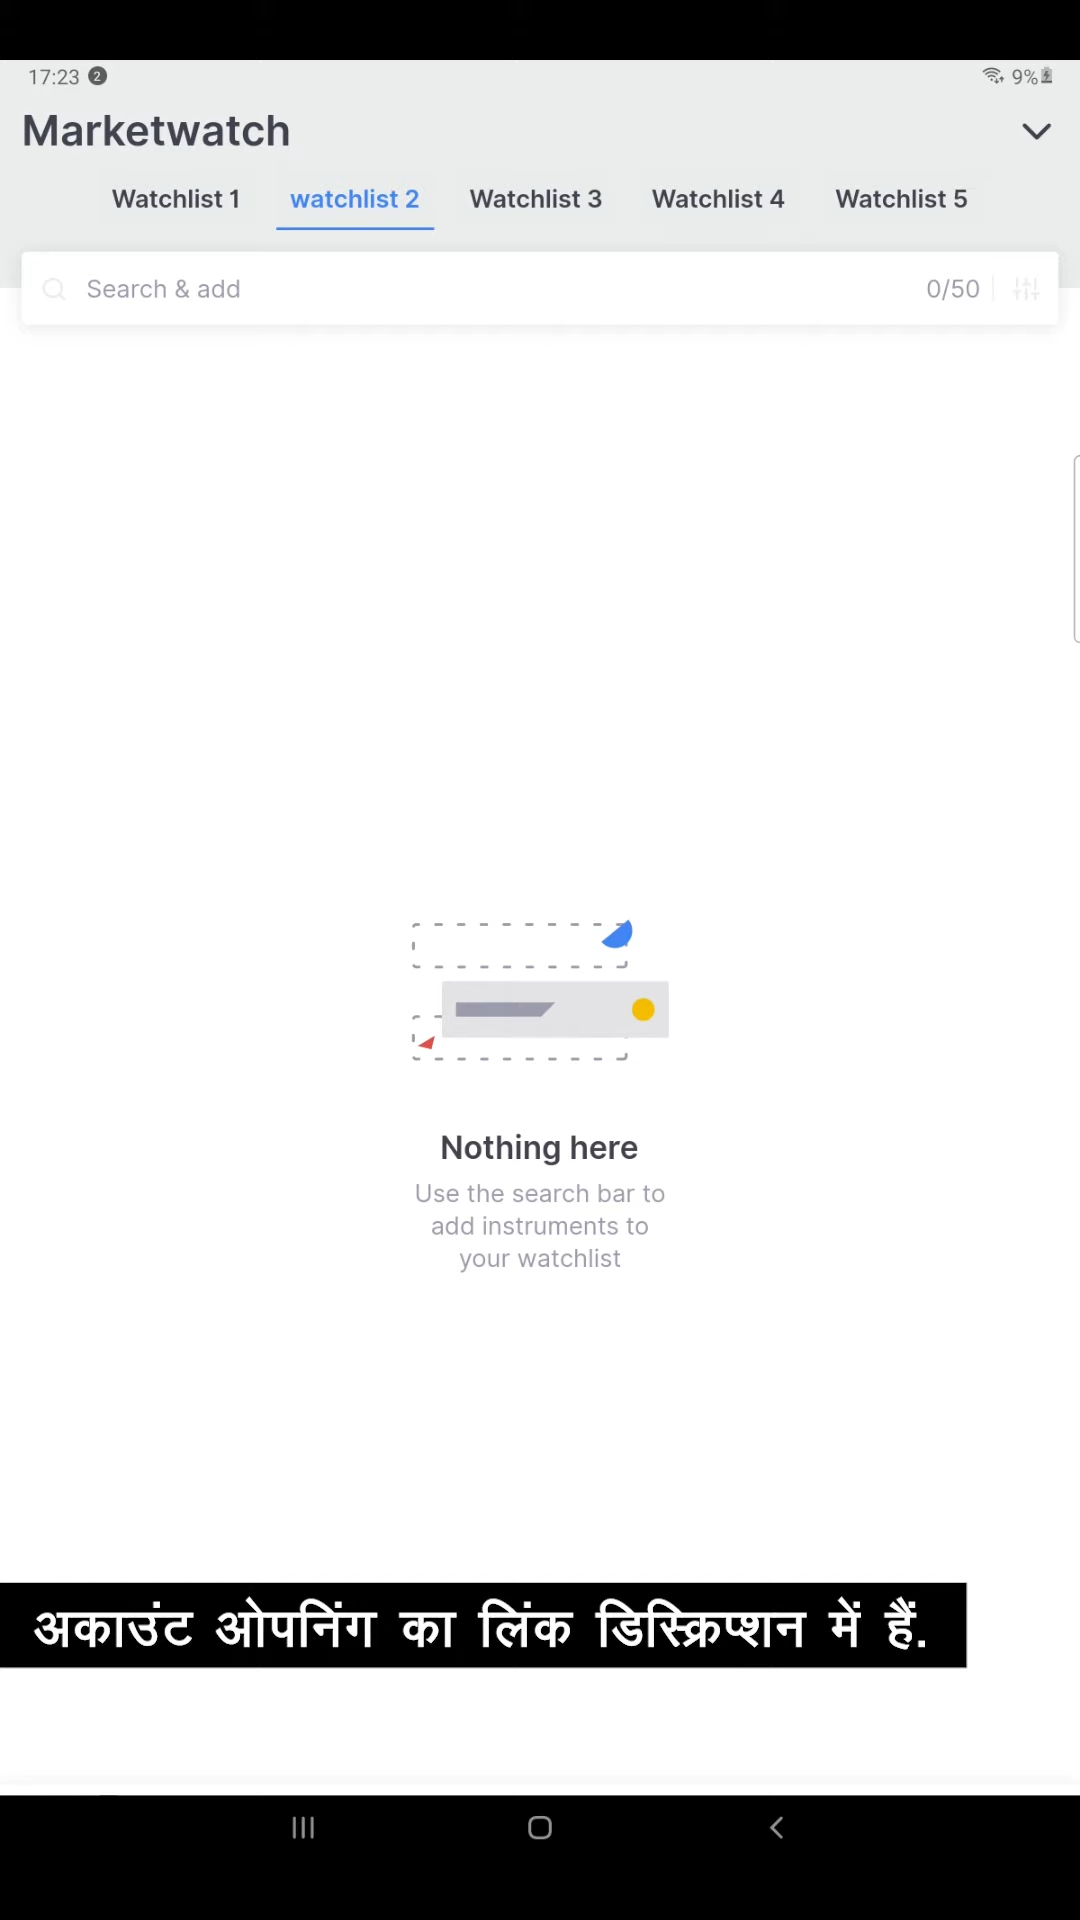 17:23 2 9%
Marketwatch
Watchlist 1 watchlist 2 Watchlist 3 Watchlist 4 Watchlist 5
Search & add 0/50
Nothing here
Use the search bar to
add instruments to
your watchlist
अकाउंट ओपनिंग का लिंक डिस्क्रिप्शन में हैं.